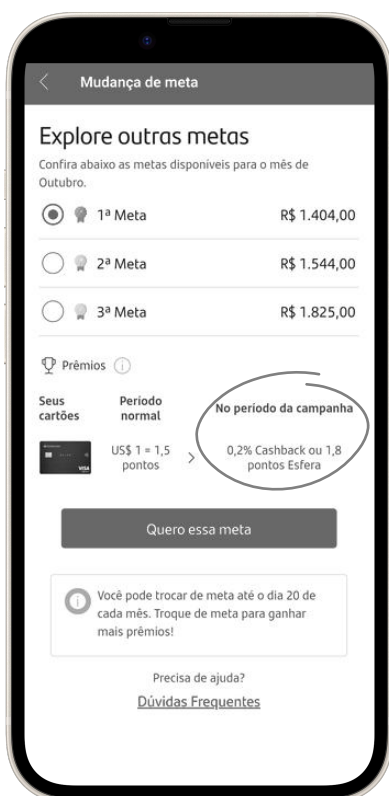 Mudança de meta
Explore outras metas
Confira abaixo as metas disponiveis para o mês de
Outubro.
1ª Meta R$ 1.404,00
2ª Meta R$ 1.544,00
3ª Meta R$ 1.825,00
Prêmios
Seus cartões
Período normal
No período da campanha
VISA
US$ 1 = 1,5
pontos
>
0,2% Cashback ou 1,8
pontos Esfera
Quero essa meta
Você pode trocar de meta até o dia 20 de
cada mês. Troque de meta para ganhar
mais prêmios!
Precisa de ajuda?
Dúvidas Frequentes